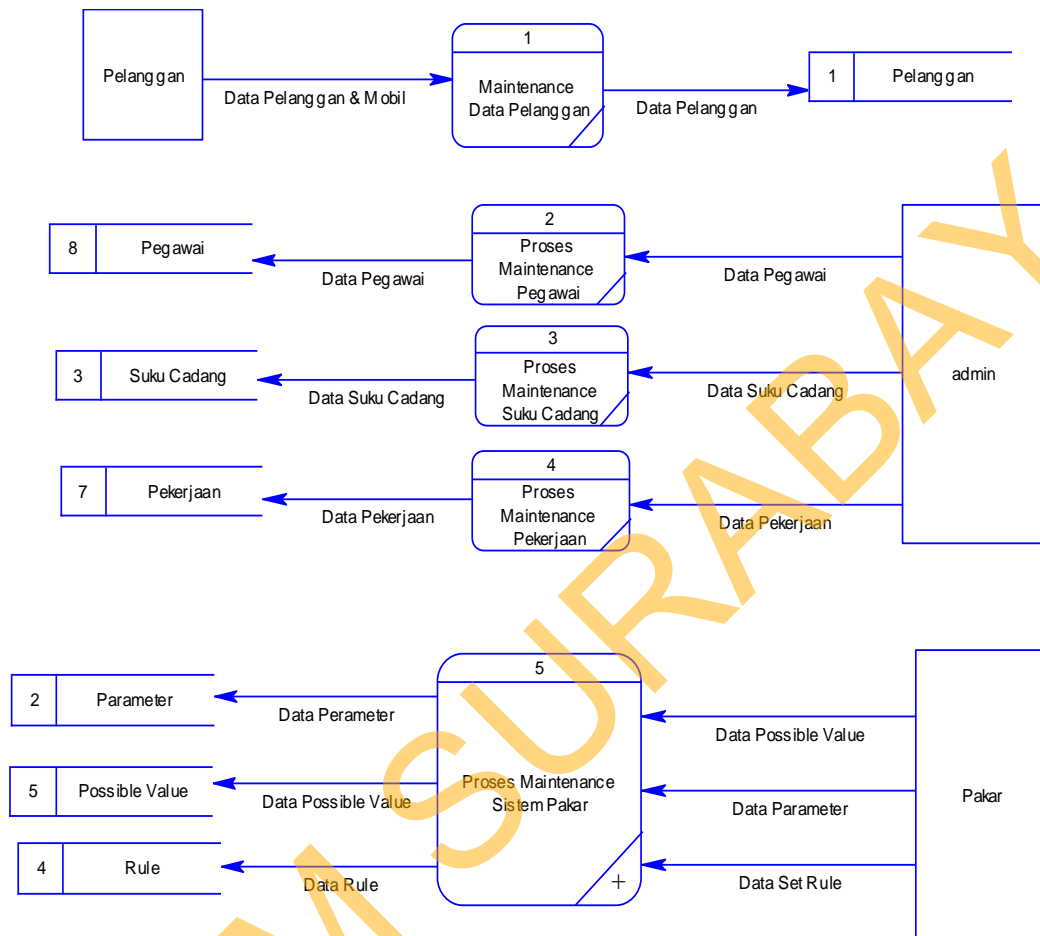 Pelanggan
Data Pelanggan & Mobil
1
Maintenance
Data Pelanggan
Data Pelanggan
1 Pelanggan
8 Pegawai
Data Pegawai
2
Proses
Maintenance
Pegawai
Data Pegawai
admin
3 Suku Cadang
Data Suku Cadang
3
Proses
Maintenance
Suku Cadang
Data Suku Cadang
7 Pekerjaan
Data Pekerjaan
4
Proses
Maintenance
Pekerjaan
Data Pekerjaan
2 Parameter
Data Perameter
5 Possible Value
Data Possible Value
4 Rule
Data Rule
5
Proses Maintenance
Sistem Pakar
+
Data Possible Value
Data Parameter
Data Set Rule
Pakar
M SURABAY